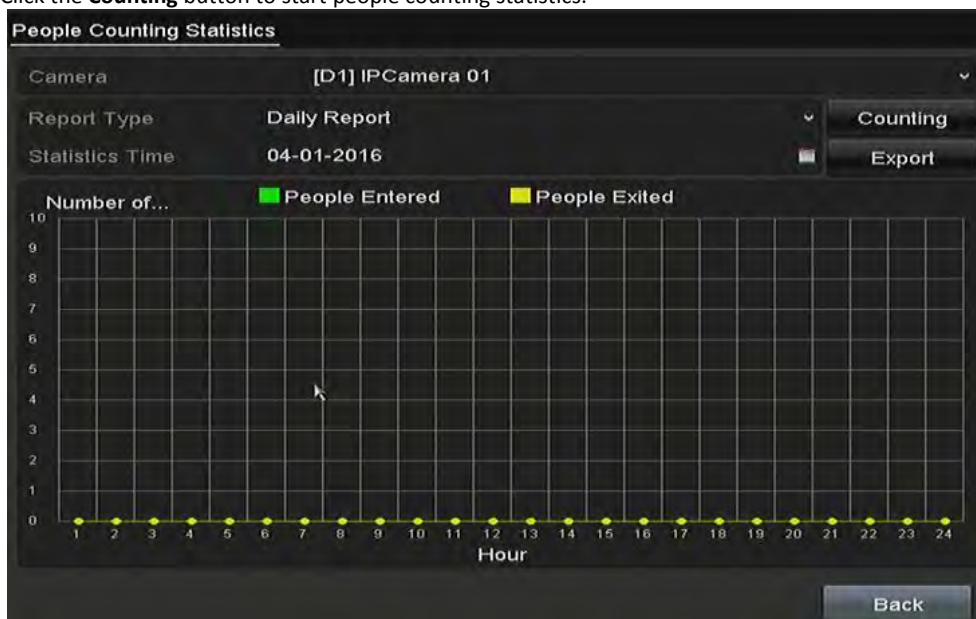 Click the Counting button to start people counting statistics.
People Counting Statistics
Camera [D1] IPCamera 01
Report Type Daily Report Counting
Statistics Time 04-01-2016 Export
Number of... People Entered People Exited
10
9
8
7
6
5
4
3
2
1
0
1 2 3 4 5 6 7 8 9 10 11 12 13 14 15 16 17 18 19 20 21 22 23 24
Hour
Back